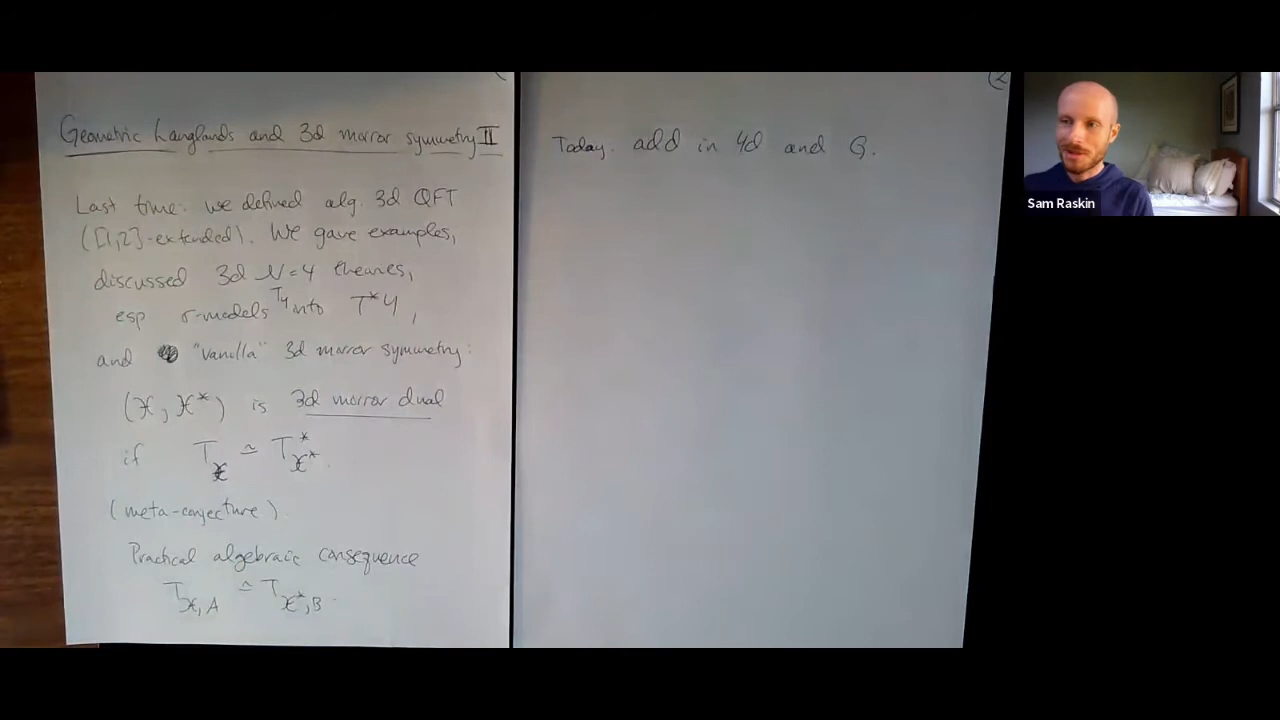 Geometric Langlands and 3d mirror symmetry II
Last time: we defined alg. 3d QFT
([1,2]-extended). We gave examples,
discussed 3d N=4 theories,
esp σ-models T_Y into T*Y,
and "vanilla" 3d mirror symmetry:
(X, X*) is 3d mirror dual
if T_X ≃ T*_X*.
(meta-conjecture).
Practical algebraic consequence
T_X,A ≃ T_X*,B.
(2
Today. add in 4d and G.
Sam Raskin